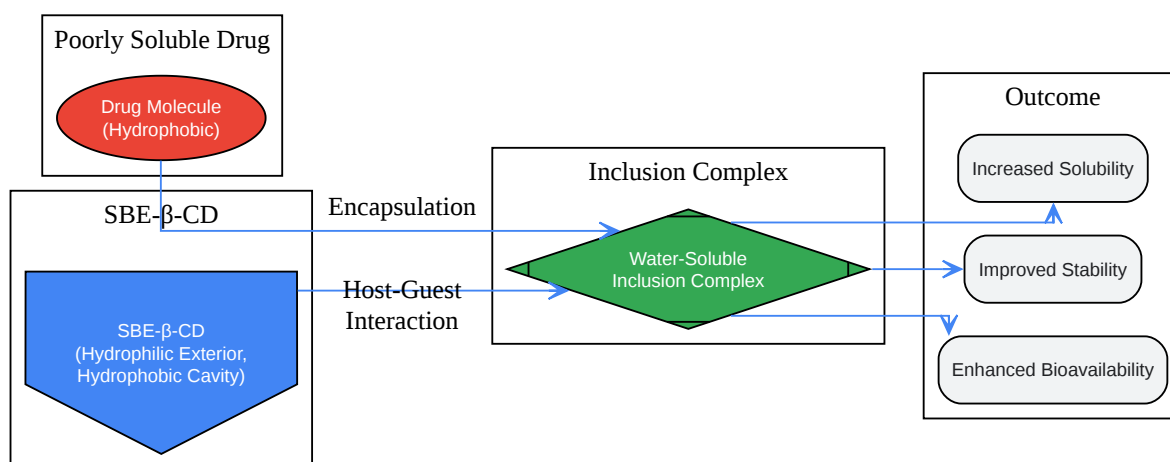 Poorly Soluble Drug
Drug Molecule
(Hydrophobic)
SBE-β-CD
SBE-β-CD
(Hydrophilic Exterior,
Hydrophobic Cavity)
Encapsulation
Host-Guest
Interaction
Inclusion Complex
Water-Soluble
Inclusion Complex
Outcome
Increased Solubility
Improved Stability
Enhanced Bioavailability